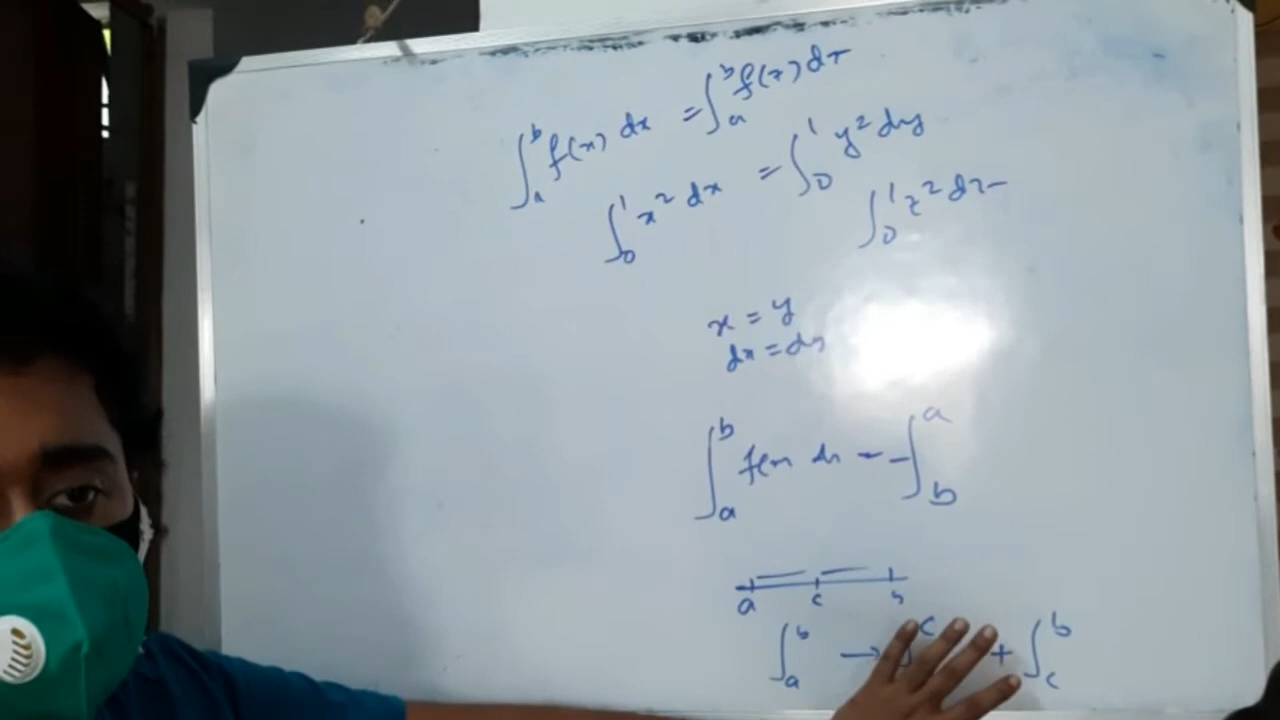 ∫_a^b f(x) dx = ∫_a^b f(z) dz
∫_0^1 x² dx = ∫_0^1 y² dy
∫_0^1 z² dz
x = y
dx = dy
∫_a^b f(x) dx = -∫_b^a
a c b
∫_a^b → ∫^c + ∫_c^b